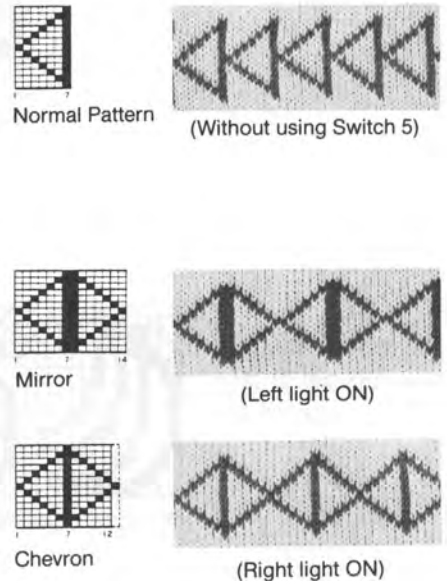 1 7
Normal Pattern
(Without using Switch 5)
1 7 14
Mirror
(Left light ON)
1 7 12
Chevron
(Right light ON)